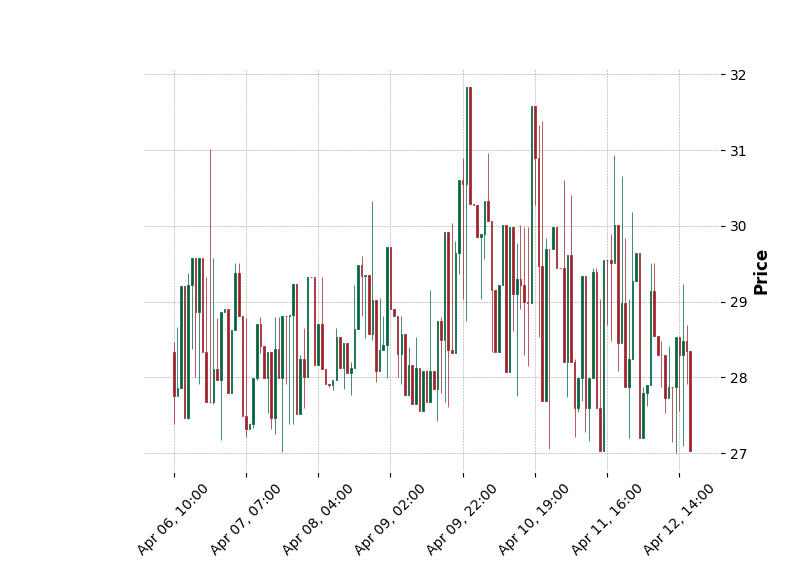 32
31
30
29
28
27
Price
Apr 06, 10:00
Apr 07, 07:00
Apr 08, 04:00
Apr 09, 02:00
Apr 09, 22:00
Apr 10, 19:00
Apr 11, 16:00
Apr 12, 14:00